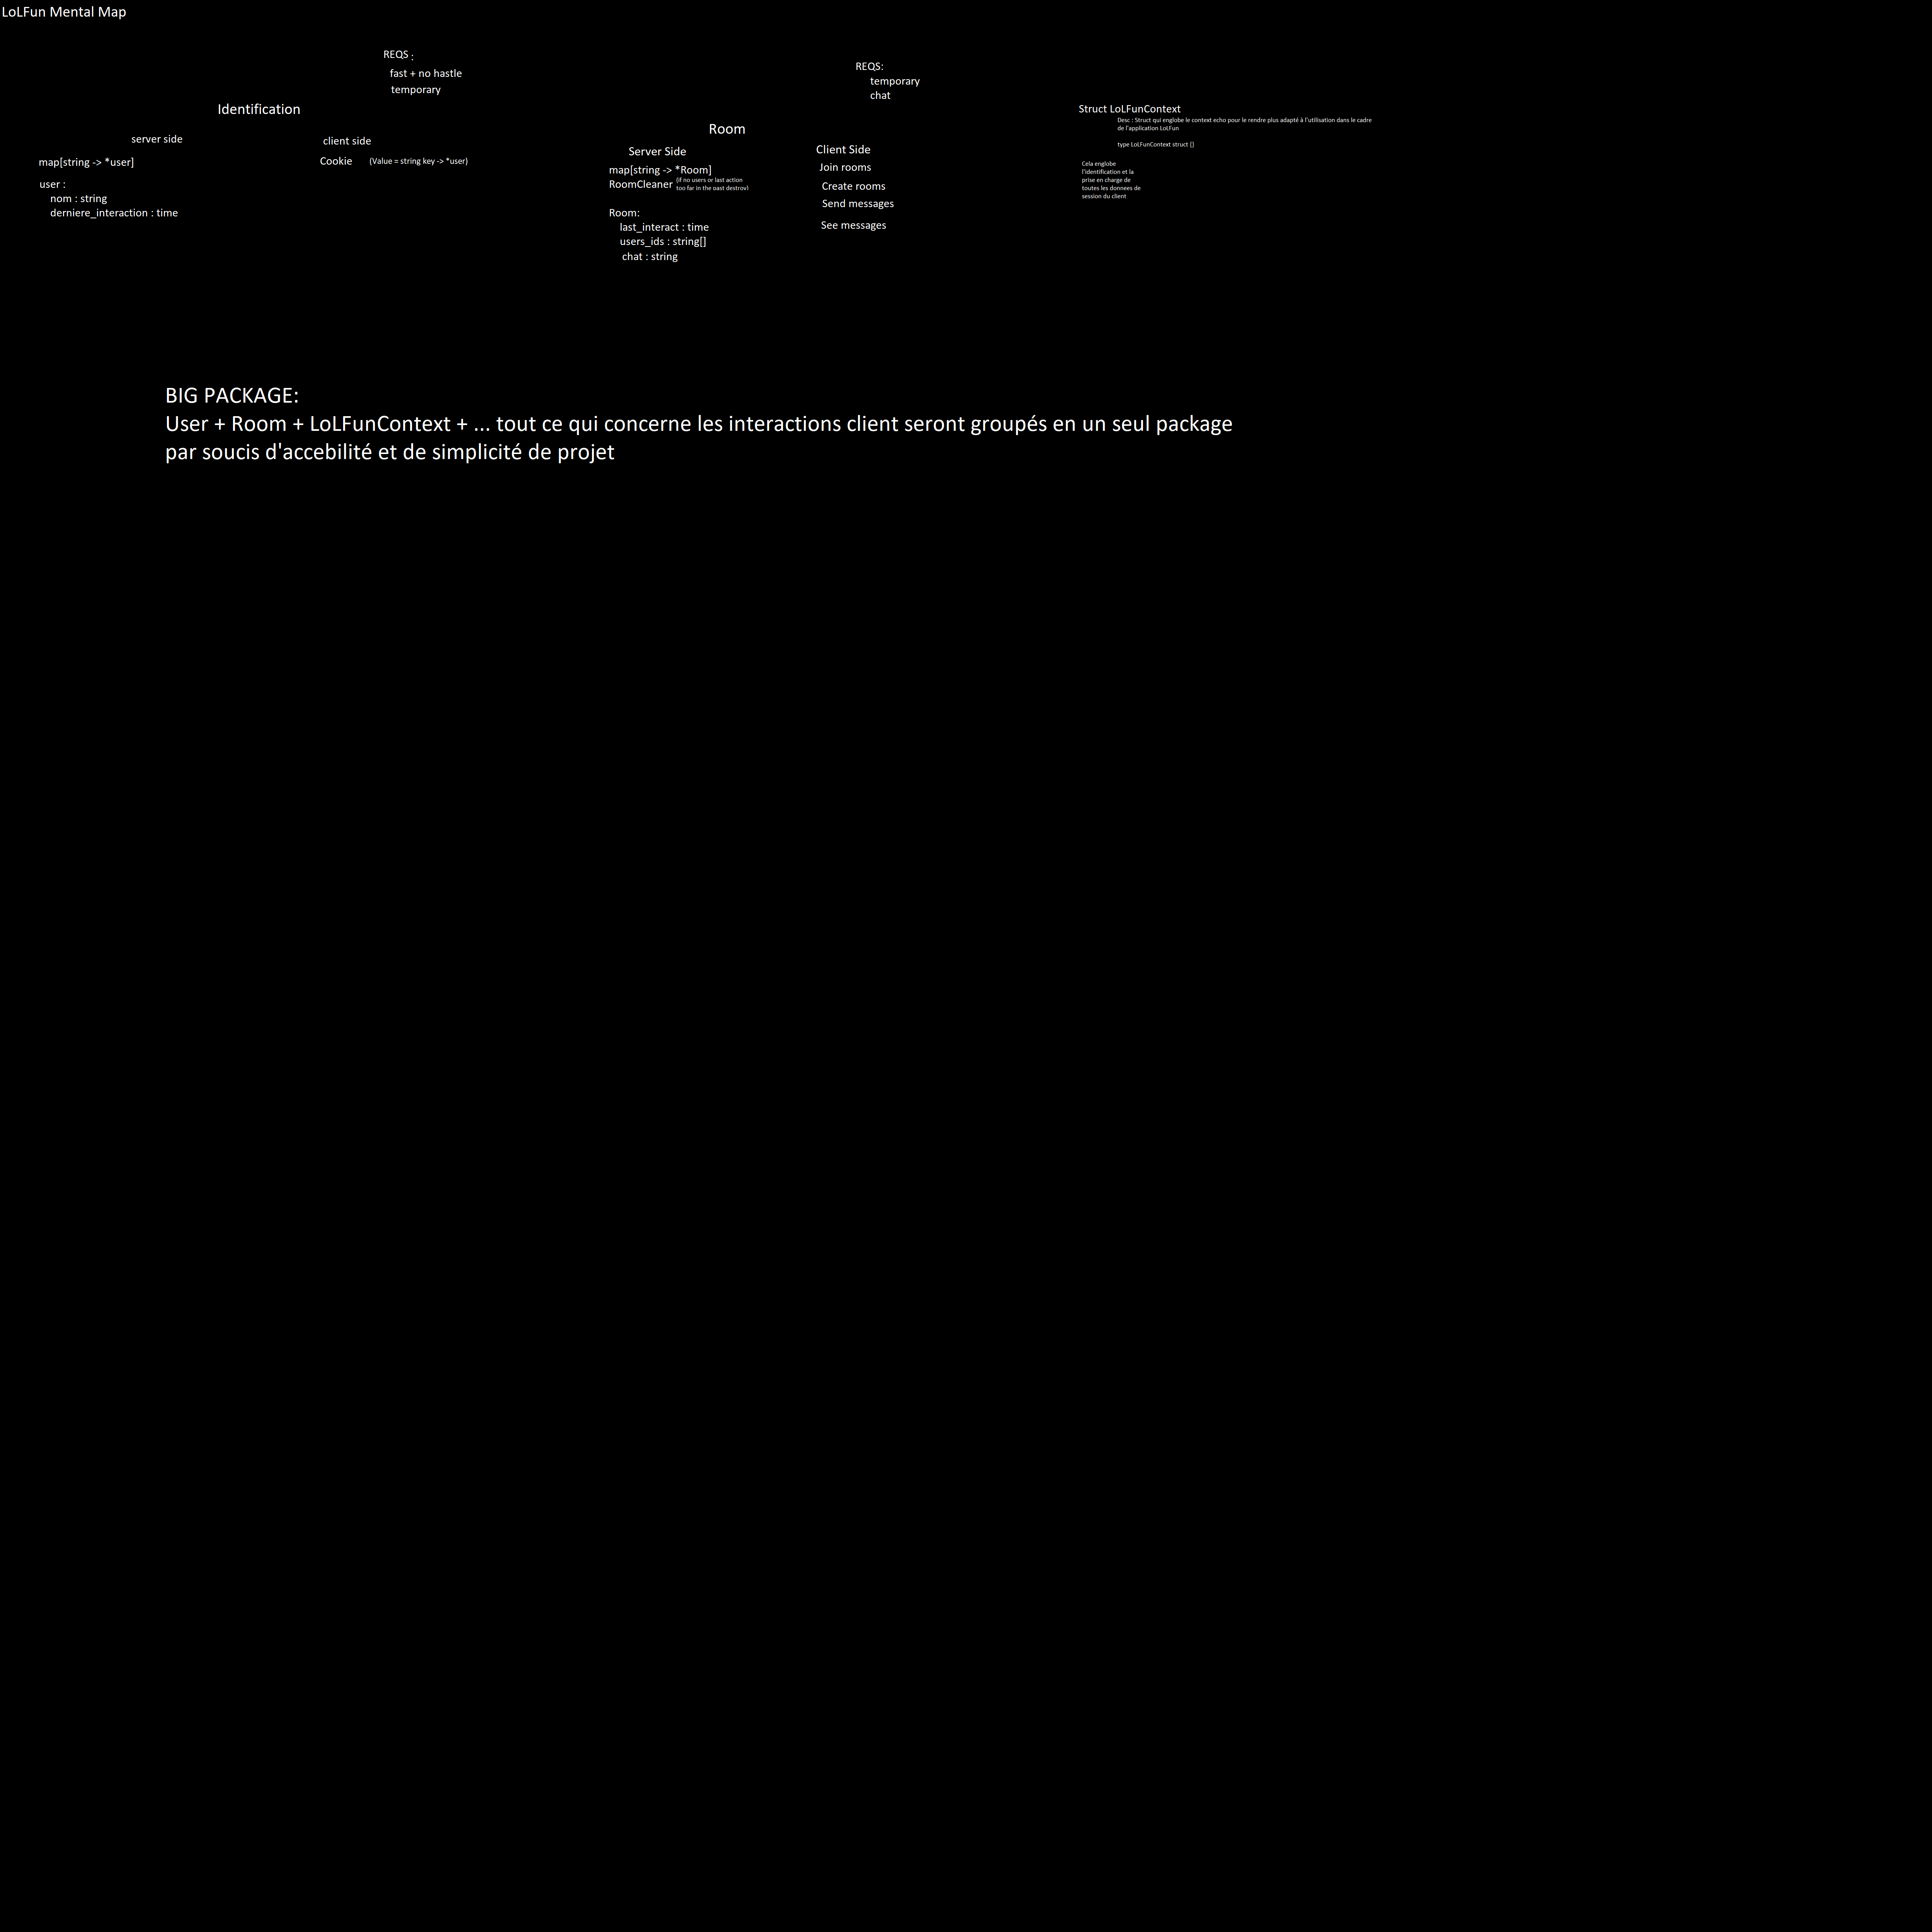 LoLFun Mental Map
REQS :
fast + no hastle
temporary
Identification
server side
map[string -> *user]
user :
nom : string
derniere_interaction : time
client side
Cookie (Value = string key -> *user)
REQS:
temporary
chat
Room
Server Side
map[string -> *Room]
RoomCleaner (if no users or last action
too far in the past destroy)
Room:
last_interact : time
users_ids : string[]
chat : string
Client Side
Join rooms
Create rooms
Send messages
See messages
Struct LoLFunContext
Desc : Struct qui englobe le context echo pour le rendre plus adapté à l'utilisation dans le cadre
de l'application LoLFun
type LoLFunContext struct {}
Cela englobe
l'identification et la
prise en charge de
toutes les donnees de
session du client
BIG PACKAGE:
User + Room + LoLFunContext + ... tout ce qui concerne les interactions client seront groupés en un seul package
par soucis d'accebilité et de simplicité de projet